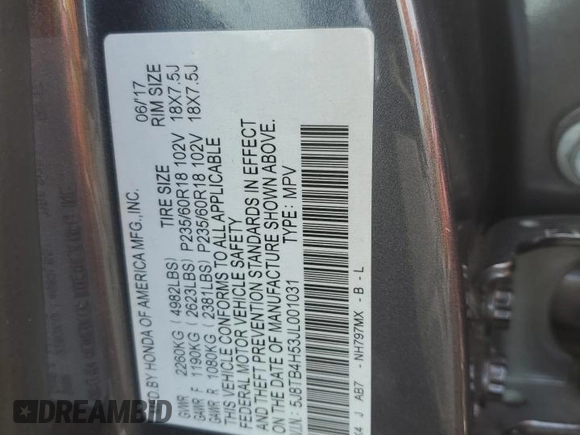 FD.BY HONDA OF AMERICA MFG.,INC. 06/'17
TIRE SIZE RIM SIZE
GVWR 2260KG ( 4982LBS)
GAWR F 1190KG ( 2623LBS) P235/60R18 102V 18X7.5J
GAWR R 1080KG ( 2381LBS) P235/60R18 102V 18X7.5J
THIS VEHICLE CONFORMS TO ALL APPLICABLE
FEDERAL MOTOR VEHICLE SAFETY
AND THEFT PREVENTION STANDARDS IN EFFECT
ON THE DATE OF MANUFACTURE SHOWN ABOVE.
V.I.N.: 5J8TB4H53JL001031 TYPE: MPV
X4 J AB7 - NH797MX - B - L
DREAMBID